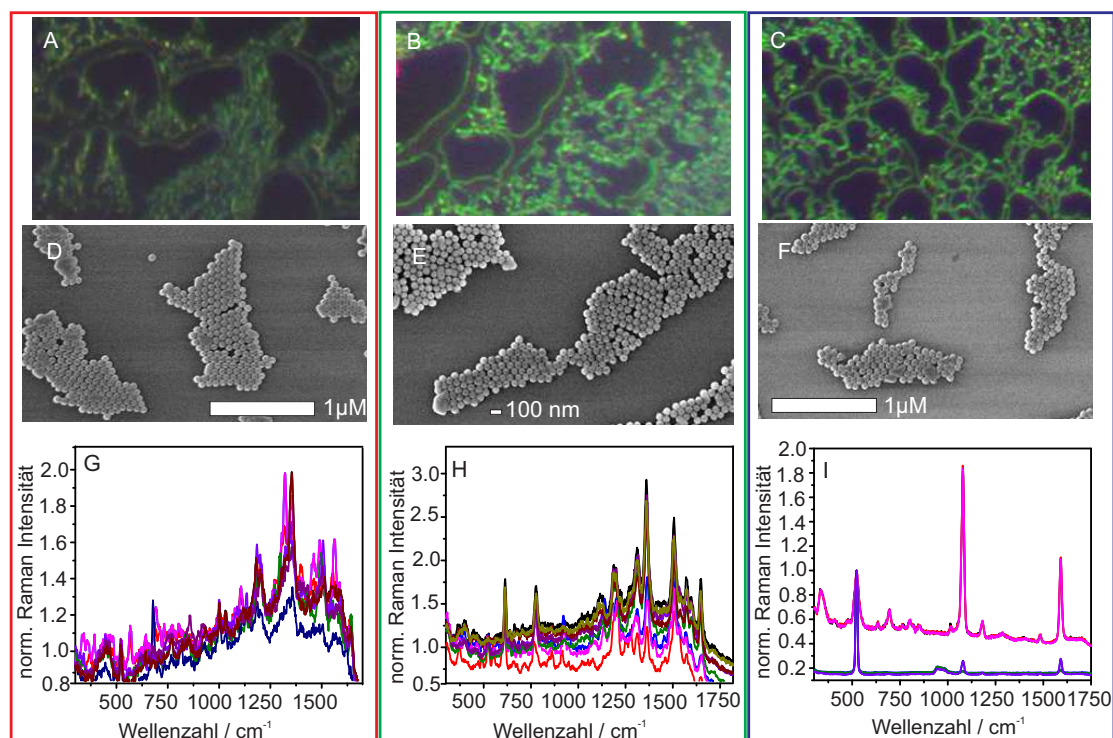 A
B
C
D
1µM
E
100 nm
F
1µM
G
norm. Raman Intensität
2.0
1.8
1.6
1.4
1.2
1.0
0.8
500 750 1000 1250 1500
Wellenzahl / cm-1
H
norm. Raman Intensität
3.0
2.5
2.0
1.5
1.0
0.5
500 750 1000 1250 1500 1750
Wellenzahl / cm-1
I
norm. Raman Intensität
2.0
1.8
1.6
1.4
1.2
1.0
0.8
0.6
0.4
0.2
500 750 1000 1250 1500 1750
Wellenzahl / cm-1